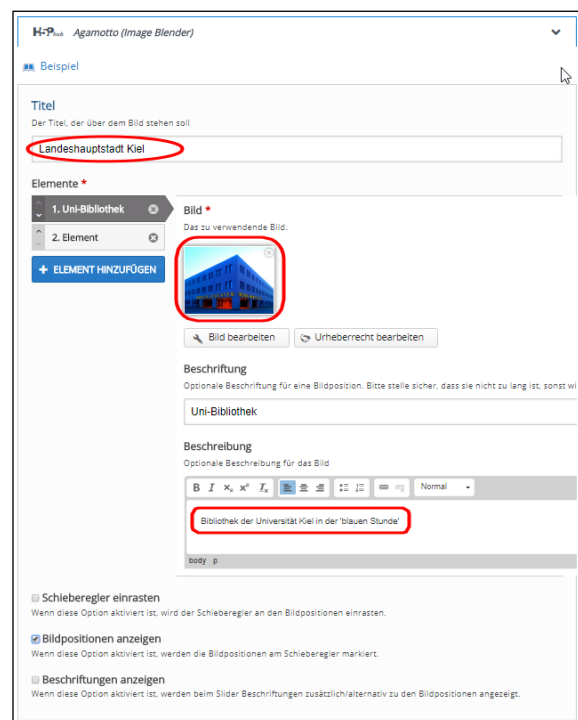 H5P hub Agamotto (Image Blender)
Beispiel
Titel
Der Titel, der über dem Bild stehen soll
Landeshauptstadt Kiel
Elemente *
1. Uni-Bibliothek
2. Element
+ ELEMENT HINZUFÜGEN
Bild *
Das zu verwendende Bild.
Bild bearbeiten
Urheberrecht bearbeiten
Beschriftung
Optionale Beschriftung für eine Bildposition. Bitte stelle sicher, dass sie nicht zu lang ist, sonst wi
Uni-Bibliothek
Beschreibung
Optionale Beschreibung für das Bild
B I x₂ x² Tx Normal
Bibliothek der Universität Kiel in der 'blauen Stunde'
body p
Schieberegler einrasten
Wenn diese Option aktiviert ist, wird der Schieberegler an den Bildpositionen einrasten.
Bildpositionen anzeigen
Wenn diese Option aktiviert ist, werden die Bildpositionen am Schieberegler markiert.
Beschriftungen anzeigen
Wenn diese Option aktiviert ist, werden beim Slider Beschriftungen zusätzlich/alternativ zu den Bildpositionen angezeigt.